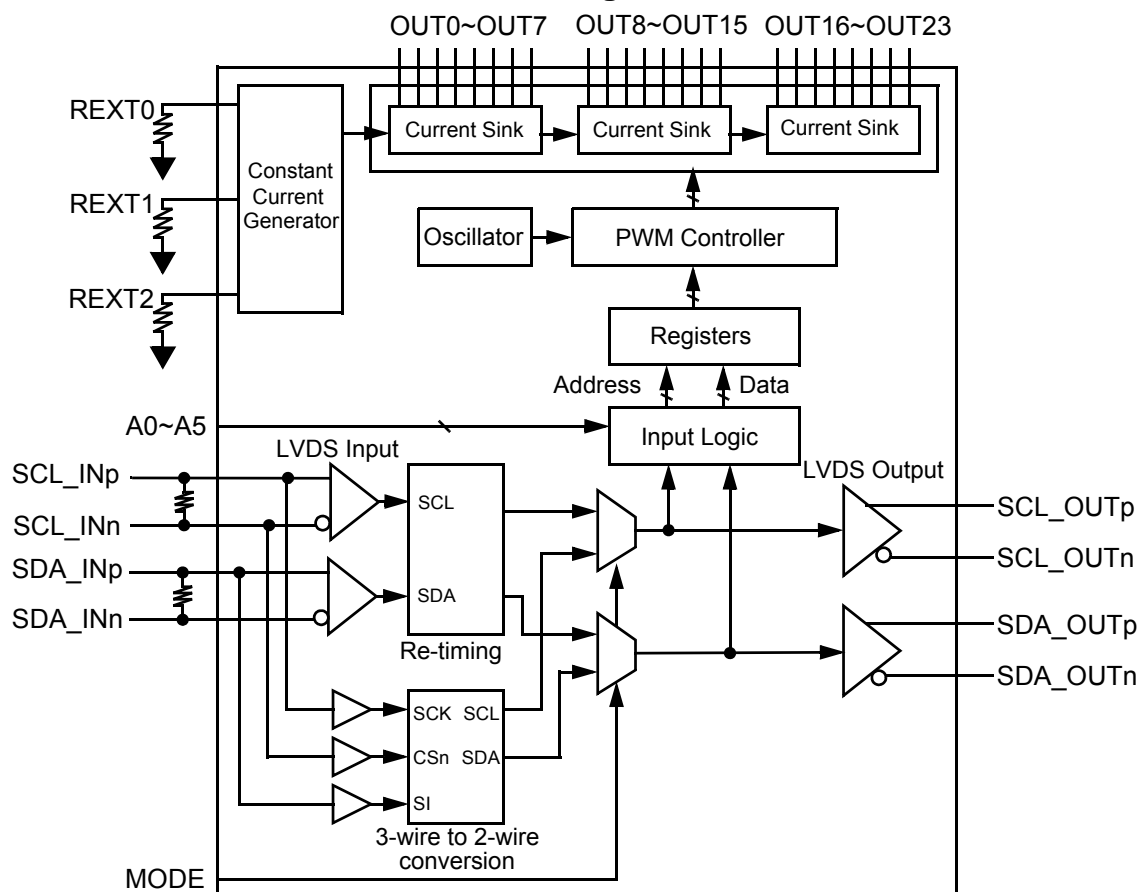 OUT0~OUT7 OUT8~OUT15 OUT16~OUT23
REXT0
REXT1
REXT2
Constant
Current
Generator
Current Sink
Current Sink
Current Sink
Oscillator
PWM Controller
Registers
Address
Data
A0~A5
Input Logic
LVDS Input
LVDS Output
SCL_INp
SCL_INn
SDA_INp
SDA_INn
SCL
SDA
Re-timing
SCL_OUTp
SCL_OUTn
SDA_OUTp
SDA_OUTn
SCK SCL
CSn SDA
SI
3-wire to 2-wire
conversion
MODE